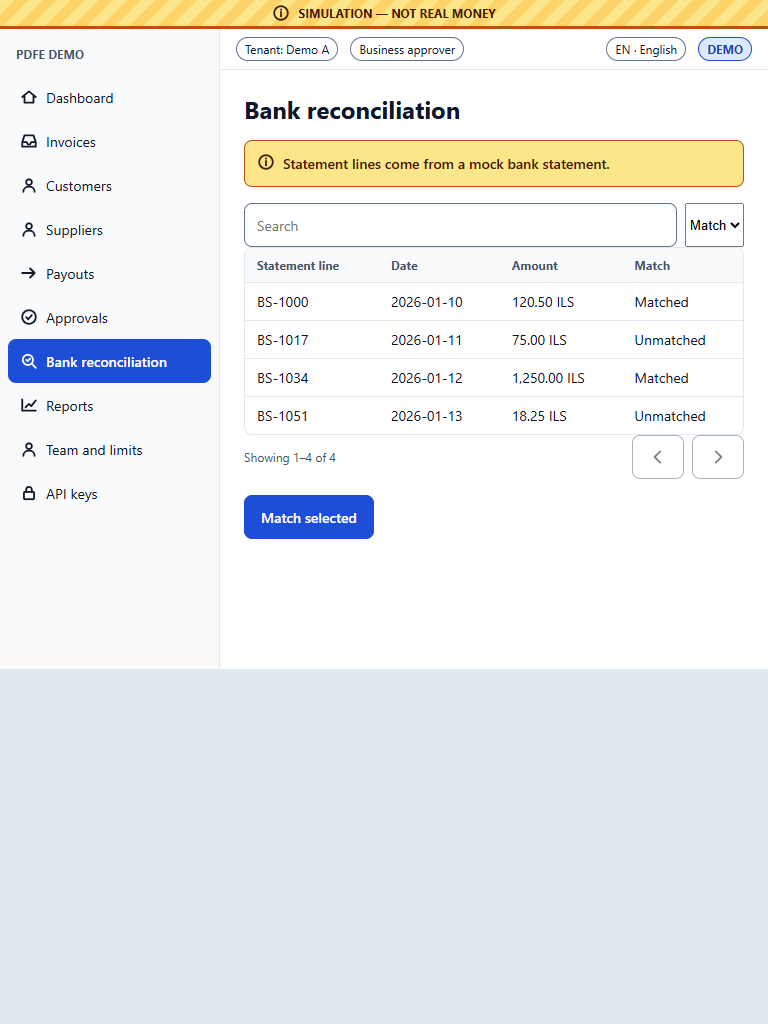 SIMULATION — NOT REAL MONEY
PDFE DEMO
Tenant: Demo A
Business approver
EN · English
DEMO
Dashboard
Invoices
Customers
Suppliers
Payouts
Approvals
Bank reconciliation
Reports
Team and limits
API keys
Bank reconciliation
Statement lines come from a mock bank statement.
Search
Match
Statement line Date Amount Match
BS-1000 2026-01-10 120.50 ILS Matched
BS-1017 2026-01-11 75.00 ILS Unmatched
BS-1034 2026-01-12 1,250.00 ILS Matched
BS-1051 2026-01-13 18.25 ILS Unmatched
Showing 1–4 of 4
Match selected